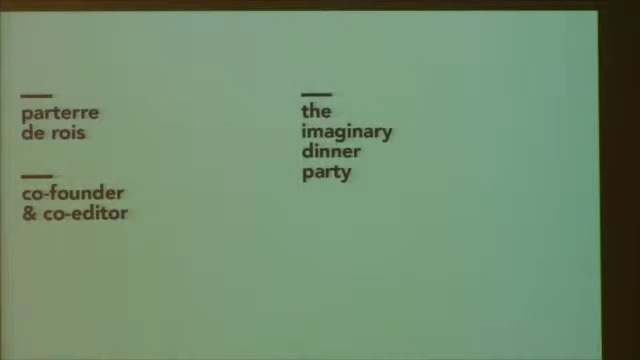 parterre
de rois
co-founder
& co-editor
the
imaginary
dinner
party